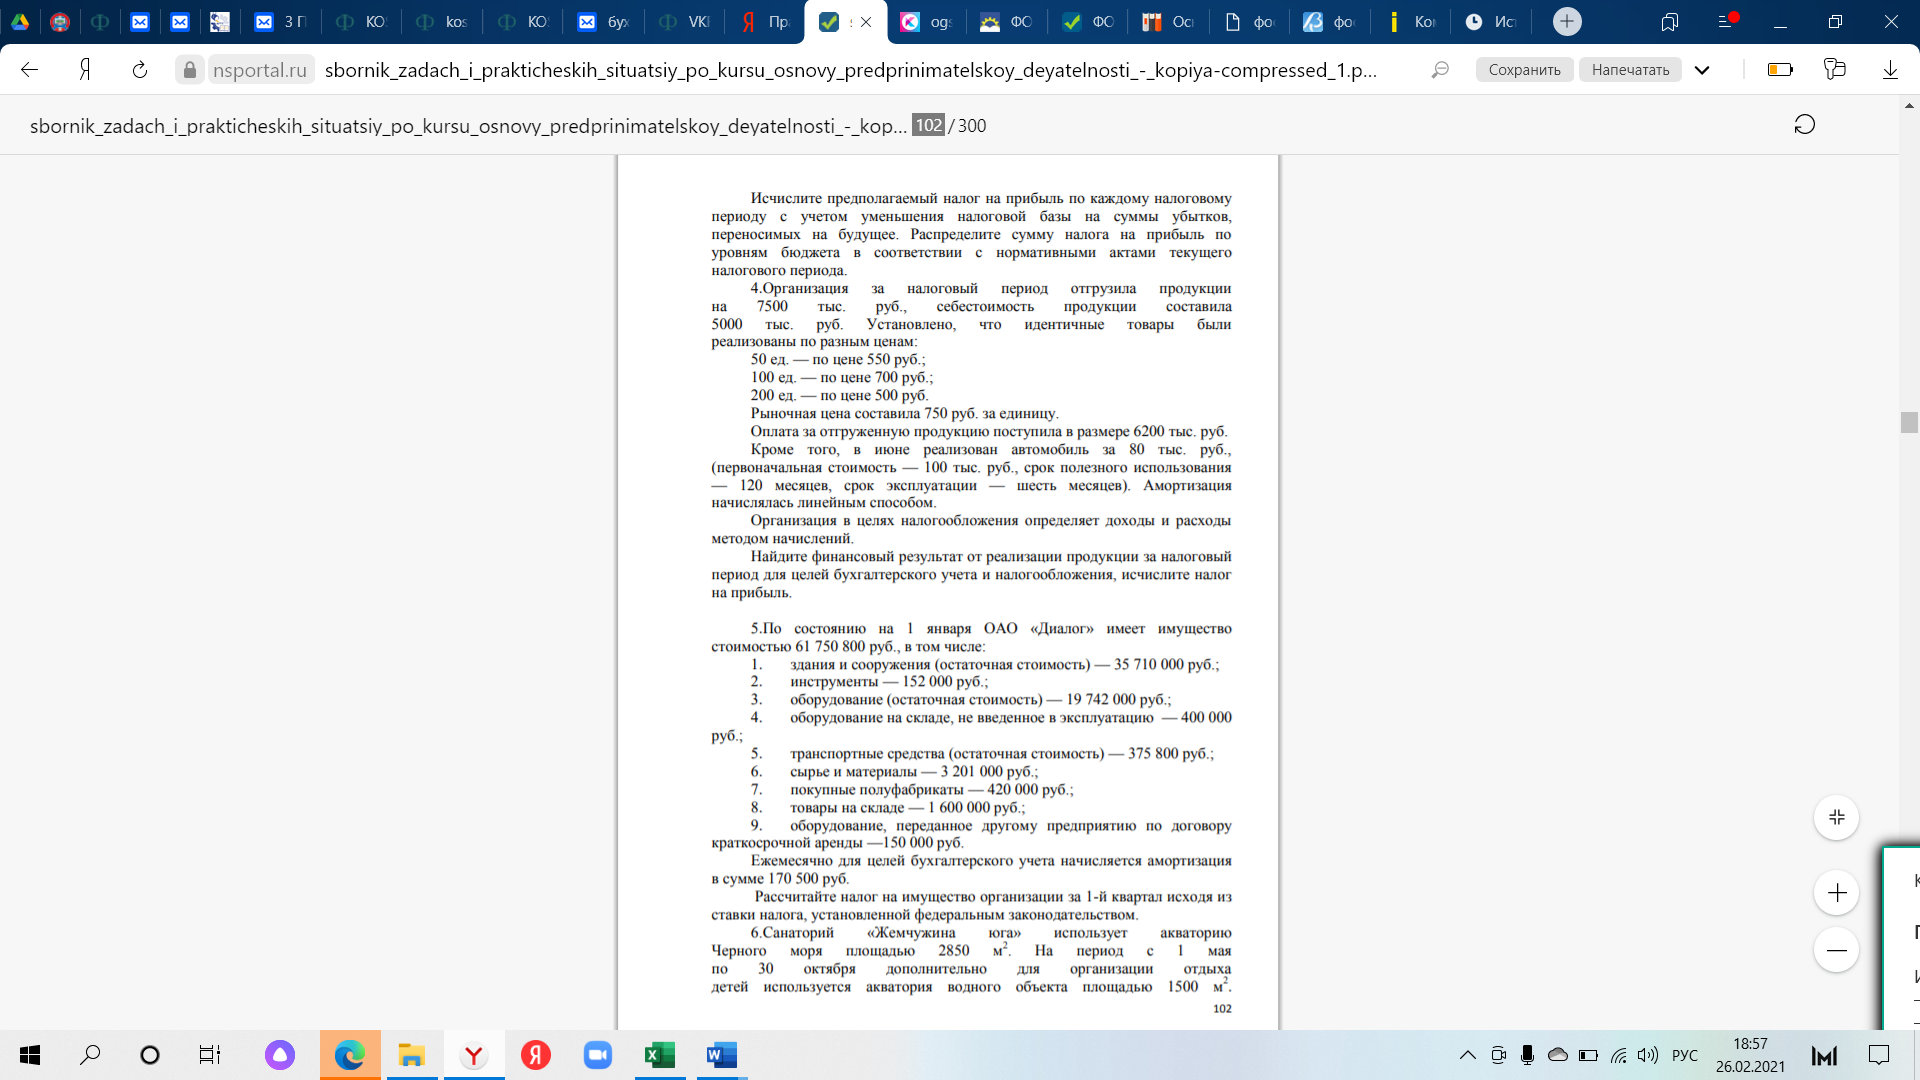 3 П
КО
kos
КО
бух
VKI
Пр
ogs
ФО
ФО
Ос
фо
фо
Ко
Ис
nsportal.ru sbornik_zadach_i_prakticheskih_situatsiy_po_kursu_osnovy_predprinimatelskoy_deyatelnosti_-_kopiya-compressed_1.p...
Сохранить
Напечатать
sbornik_zadach_i_prakticheskih_situatsiy_po_kursu_osnovy_predprinimatelskoy_deyatelnosti_-_kop... 102 / 300
Исчислите предполагаемый налог на прибыль по каждому налоговому
периоду с учетом уменьшения налоговой базы на суммы убытков,
переносимых на будущее. Распределите сумму налога на прибыль по
уровням бюджета в соответствии с нормативными актами текущего
налогового периода.
4.Организация за налоговый период отгрузила продукции
на 7500 тыс. руб., себестоимость продукции составила
5000 тыс. руб. Установлено, что идентичные товары были
реализованы по разным ценам:
50 ед. — по цене 550 руб.;
100 ед. — по цене 700 руб.;
200 ед. — по цене 500 руб.
Рыночная цена составила 750 руб. за единицу.
Оплата за отгруженную продукцию поступила в размере 6200 тыс. руб.
Кроме того, в июне реализован автомобиль за 80 тыс. руб.,
(первоначальная стоимость — 100 тыс. руб., срок полезного использования
— 120 месяцев, срок эксплуатации — шесть месяцев). Амортизация
начислялась линейным способом.
Организация в целях налогообложения определяет доходы и расходы
методом начислений.
Найдите финансовый результат от реализации продукции за налоговый
период для целей бухгалтерского учета и налогообложения, исчислите налог
на прибыль.
5.По состоянию на 1 января ОАО «Диалог» имеет имущество
стоимостью 61 750 800 руб., в том числе:
1. здания и сооружения (остаточная стоимость) — 35 710 000 руб.;
2. инструменты — 152 000 руб.;
3. оборудование (остаточная стоимость) — 19 742 000 руб.;
4. оборудование на складе, не введенное в эксплуатацию — 400 000
руб.;
5. транспортные средства (остаточная стоимость) — 375 800 руб.;
6. сырье и материалы — 3 201 000 руб.;
7. покупные полуфабрикаты — 420 000 руб.;
8. товары на складе — 1 600 000 руб.;
9. оборудование, переданное другому предприятию по договору
краткосрочной аренды —150 000 руб.
Ежемесячно для целей бухгалтерского учета начисляется амортизация
в сумме 170 500 руб.
Рассчитайте налог на имущество организации за 1-й квартал исходя из
ставки налога, установленной федеральным законодательством.
6.Санаторий «Жемчужина юга» использует акваторию
Черного моря площадью 2850 м². На период с 1 мая
по 30 октября дополнительно для организации отдыха
детей используется акватория водного объекта площадью 1500 м².
102
РУС
18:57
26.02.2021